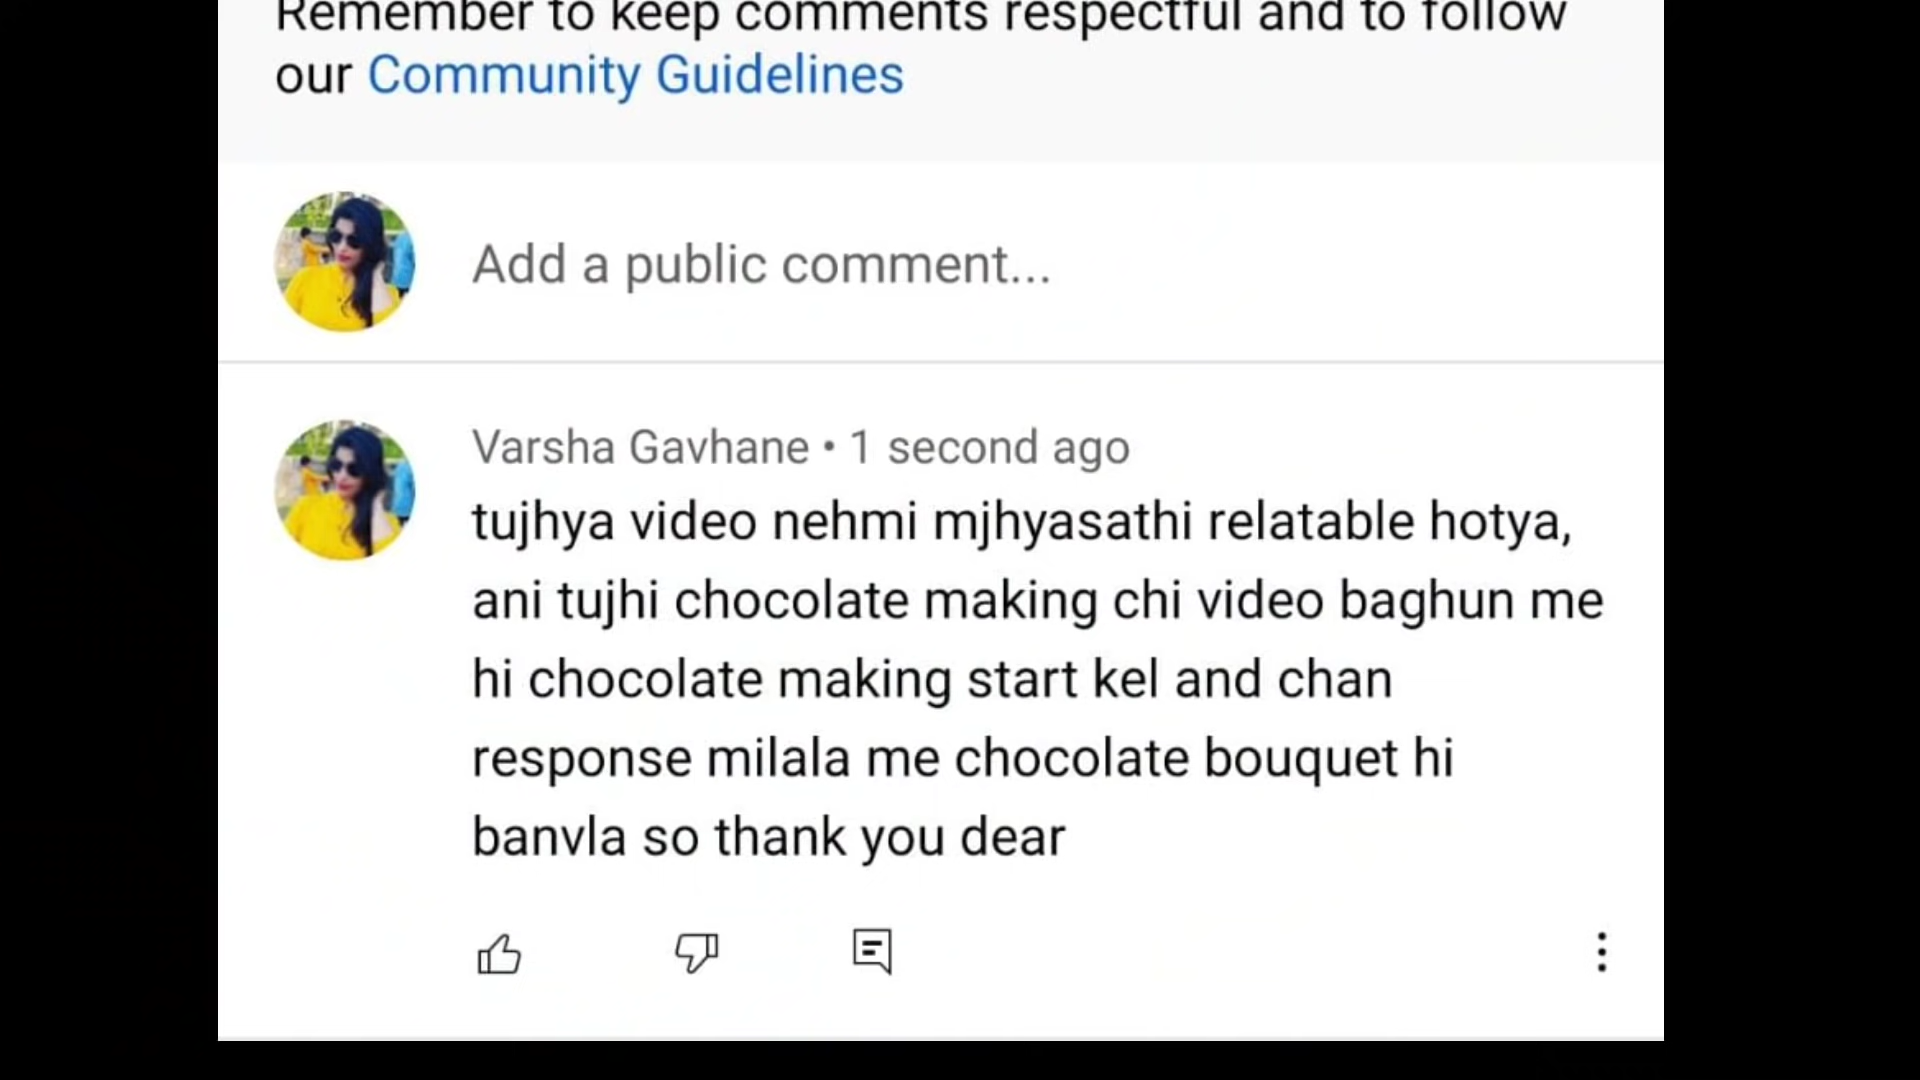 Remember to keep comments respectful and to follow
our Community Guidelines
Add a public comment...
Varsha Gavhane • 1 second ago
tujhya video nehmi mjhyasathi relatable hotya,
ani tujhi chocolate making chi video baghun me
hi chocolate making start kel and chan
response milala me chocolate bouquet hi
banvla so thank you dear